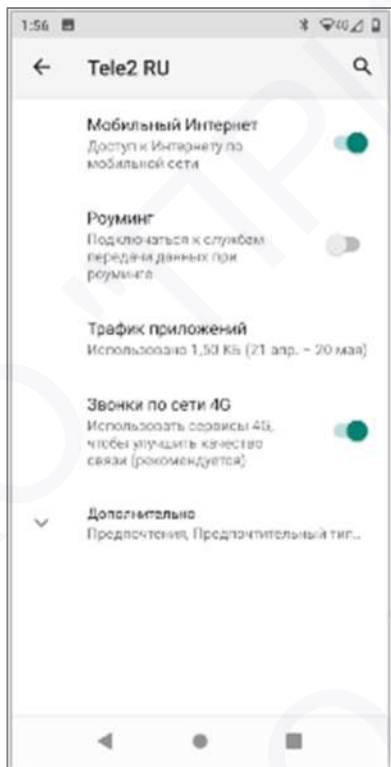 1:56
4G
Tele2 RU
Мобильный Интернет
Доступ к Интернету по
мобильной сети
Роуминг
Подключаться к службам
передачи данных при
роуминге
Трафик приложений
Использовано 1,50 КБ (21 апр. – 20 мая)
Звонки по сети 4G
Использовать сервисы 4G,
чтобы улучшить качество
связи (рекомендуется)
Дополнительно
Предпочтения, Предпочтительный тип…